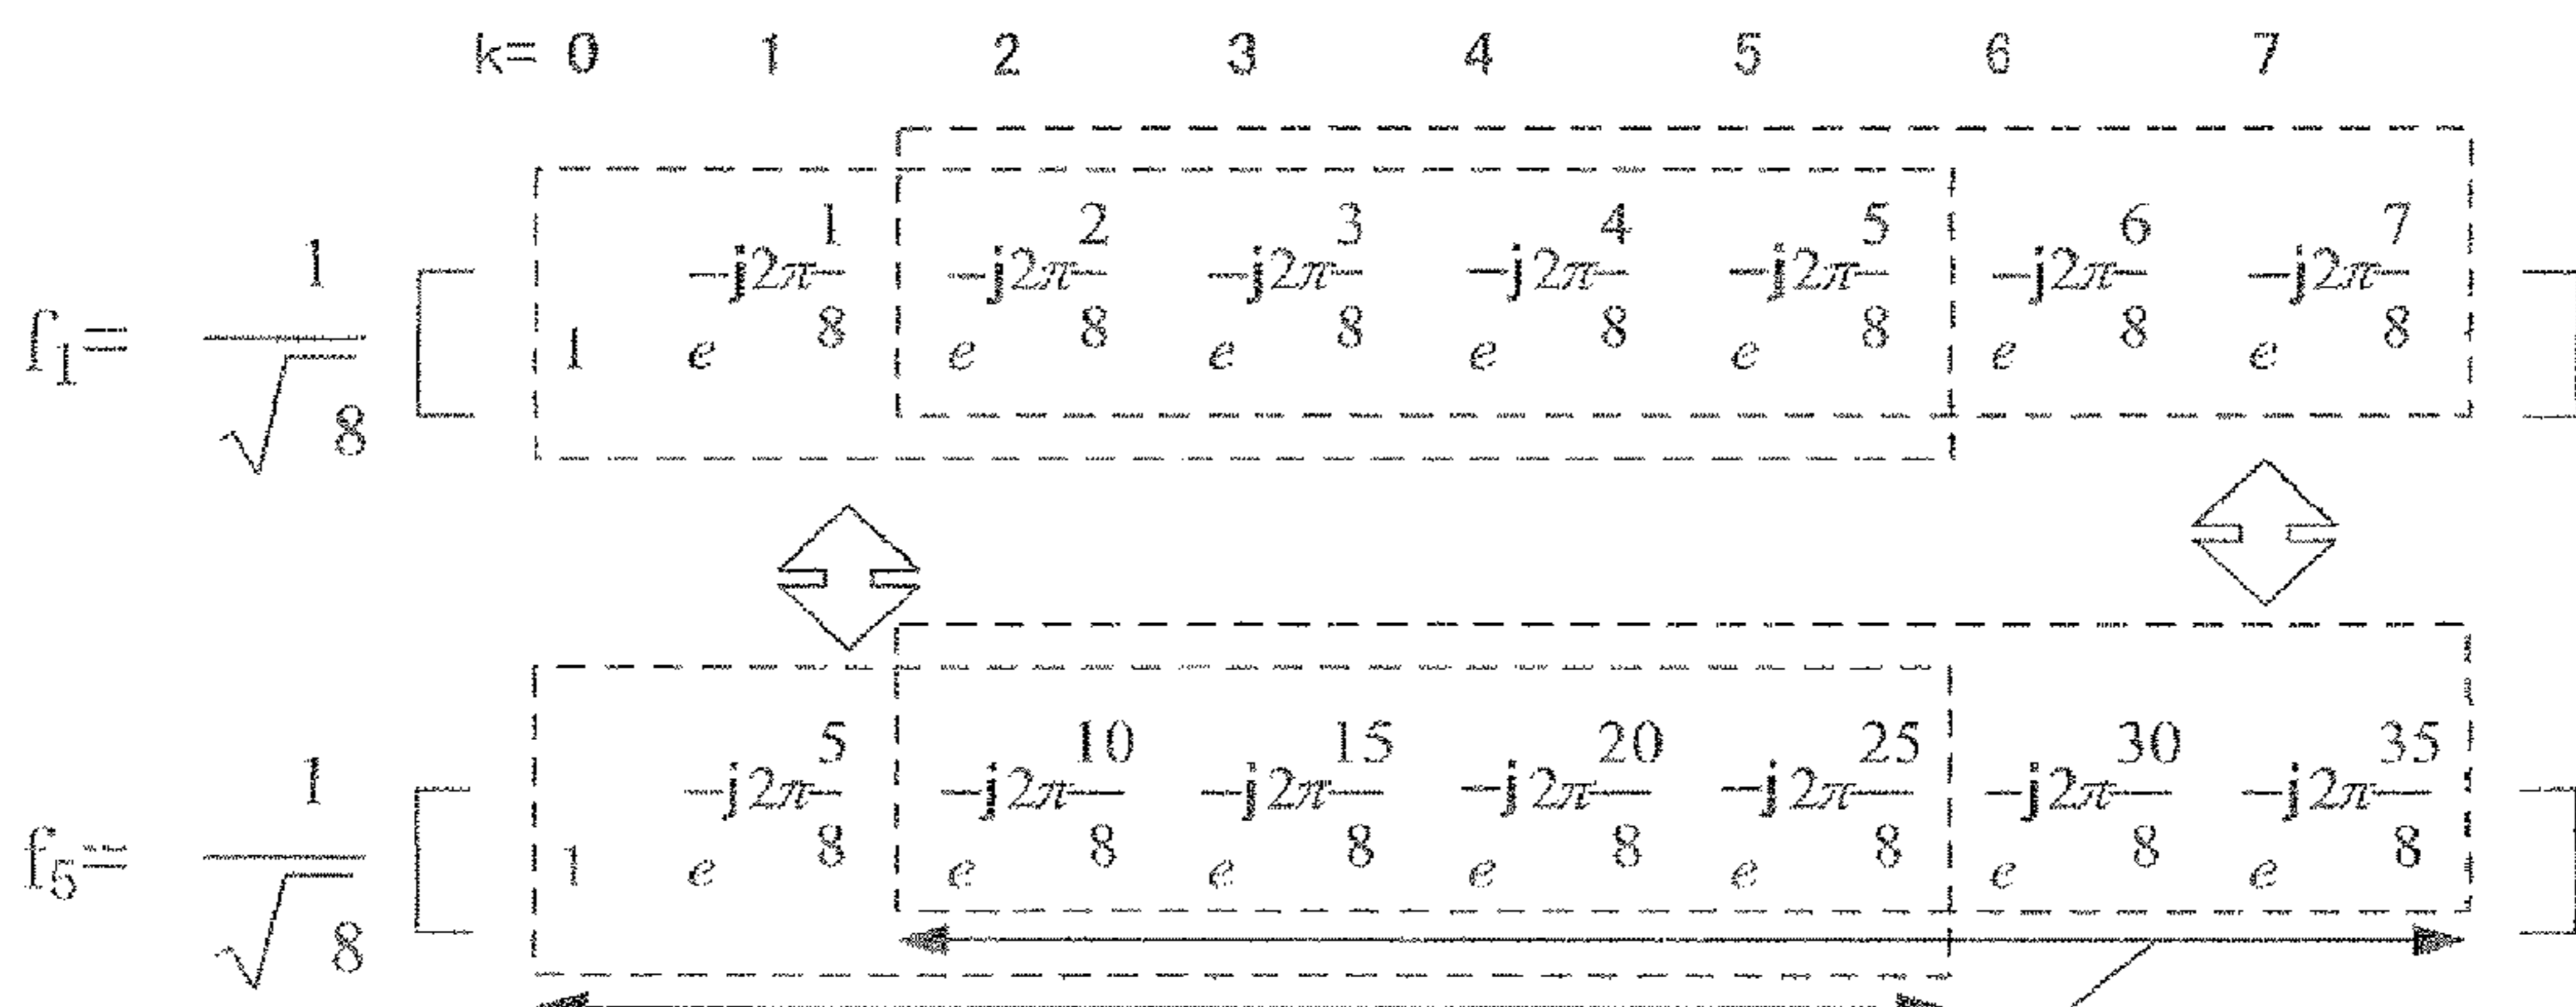 k= 0 1 2 3 4 5 6 7
f₁= 1/√8 [ 1 e^{-j2π 1/8} e^{-j2π 2/8} e^{-j2π 3/8} e^{-j2π 4/8} e^{-j2π 5/8} e^{-j2π 6/8} e^{-j2π 7/8} ]
f₅= 1/√8 [ 1 e^{-j2π 5/8} e^{-j2π 10/8} e^{-j2π 15/8} e^{-j2π 20/8} e^{-j2π 25/8} e^{-j2π 30/8} e^{-j2π 35/8} ]